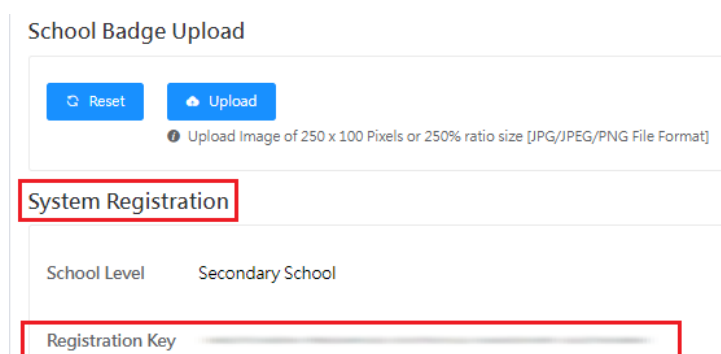 School Badge Upload
Reset Upload
Upload Image of 250 x 100 Pixels or 250% ratio size [JPG/JPEG/PNG File Format]
System Registration
School Level Secondary School
Registration Key